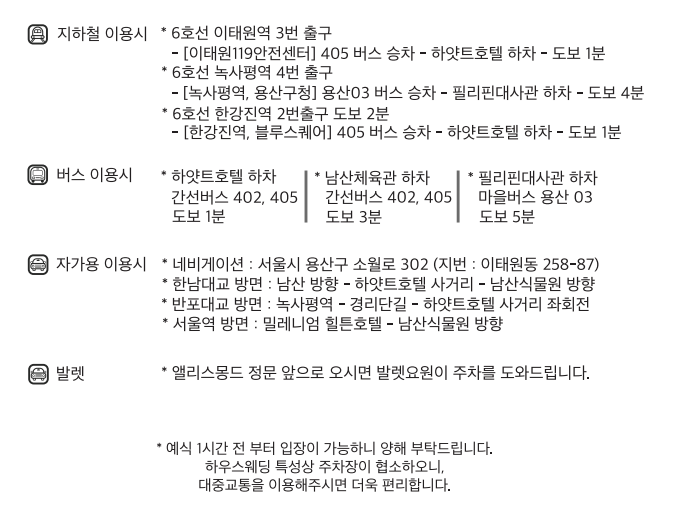 지하철 이용시 * 6호선 이태원역 3번 출구
- [이태원119안전센터] 405 버스 승차 - 하얏트호텔 하차 - 도보 1분
* 6호선 녹사평역 4번 출구
- [녹사평역, 용산구청] 용산03 버스 승차 - 필리핀대사관 하차 - 도보 4분
* 6호선 한강진역 2번출구 도보 2분
- [한강진역, 블루스퀘어] 405 버스 승차 - 하얏트호텔 하차 - 도보 1분
버스 이용시 * 하얏트호텔 하차 * 남산체육관 하차 * 필리핀대사관 하차
간선버스 402, 405 간선버스 402, 405 마을버스 용산 03
도보 1분 도보 3분 도보 5분
자가용 이용시 * 네비게이션 : 서울시 용산구 소월로 302 (지번 : 이태원동 258-87)
* 한남대교 방면 : 남산 방향 - 하얏트호텔 사거리 - 남산식물원 방향
* 반포대교 방면 : 녹사평역 - 경리단길 - 하얏트호텔 사거리 좌회전
* 서울역 방면 : 밀레니엄 힐튼호텔 - 남산식물원 방향
발렛 * 앨리스몽드 정문 앞으로 오시면 발렛요원이 주차를 도와드립니다.
* 예식 1시간 전 부터 입장이 가능하니 양해 부탁드립니다.
하우스웨딩 특성상 주차장이 협소하오니,
대중교통을 이용해주시면 더욱 편리합니다.